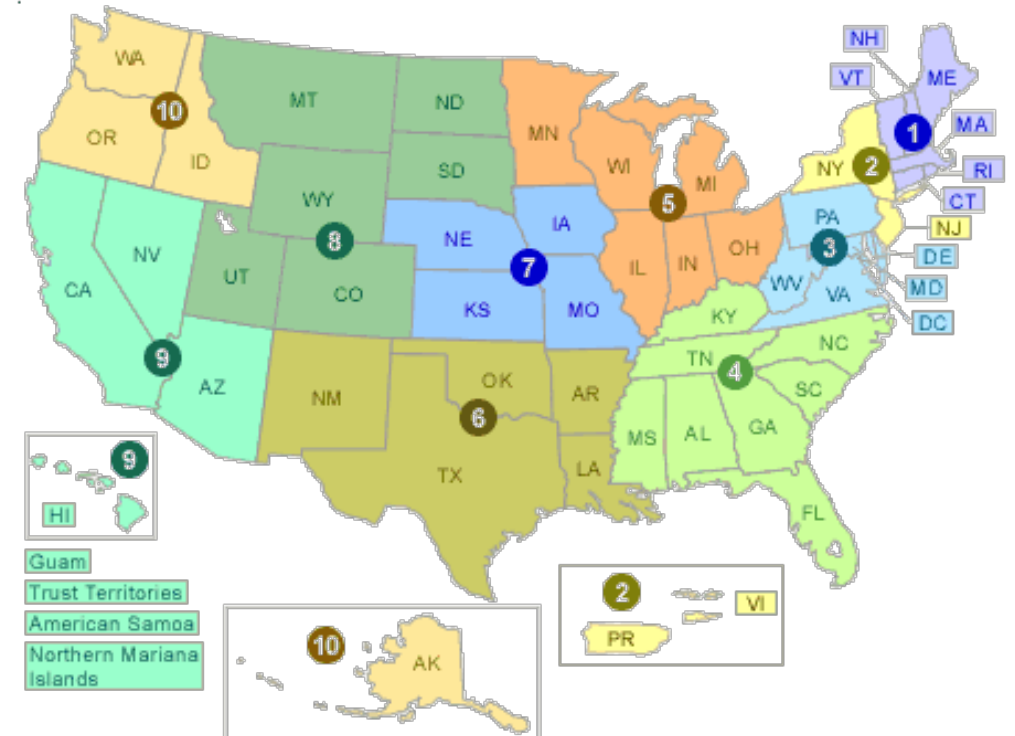 WA
MT
ND
MN
NH
VT
ME
MA
RI
CT
10
OR
ID
SD
WI
MI
NY
2
1
WY
8
NE
IA
5
PA
NJ
3
DE
MD
DC
NV
UT
CO
7
IL
IN
OH
WV
VA
CA
KS
MO
KY
NC
9
AZ
NM
OK
AR
TN
4
SC
6
TX
LA
MS
AL
GA
FL
9
HI
Guam
Trust Territories
American Samoa
Northern Mariana
Islands
10
AK
2
VI
PR